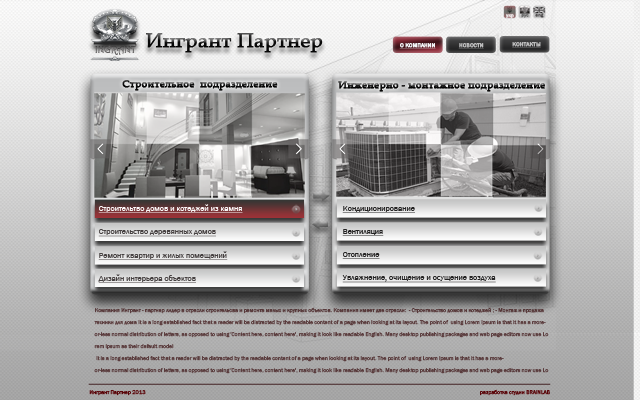 Ингрант Партнер
О КОМПАНИИ
НОВОСТИ
КОНТАКТЫ
Строительное подразделение
Строительство домов и котеджей из камня
Строительство деревянных домов
Ремонт квартир и жилых помещений
Дизайн интерьера объектов
Инженерно - монтажное подразделение
Кондиционирование
Вентиляция
Отопление
Увлажнение, очищение и осушение воздуха
Компания Ингрант - партнер лидер в отрасли строительсва и ремонта малых и крупных объектов. Компания имеет две отрасли: - Строительство домов и котеджей ; - Монтаж и продажа
техники для дома It is a long established fact that a reader will be distracted by the readable content of a page when looking at its layout. The point of using Lorem Ipsum is that it has a more-
or-less normal distribution of letters, as opposed to using 'Content here, content here', making it look like readable English. Many desktop publishing packages and web page editors now use Lo
rem Ipsum as their default model
It is a long established fact that a reader will be distracted by the readable content of a page when looking at its layout. The point of using Lorem Ipsum is that it has a more-
or-less normal distribution of letters, as opposed to using 'Content here, content here', making it look like readable English. Many desktop publishing packages and web page editors now use Lo
Ингрант Партнер 2013
разработка студии BRAINLAB